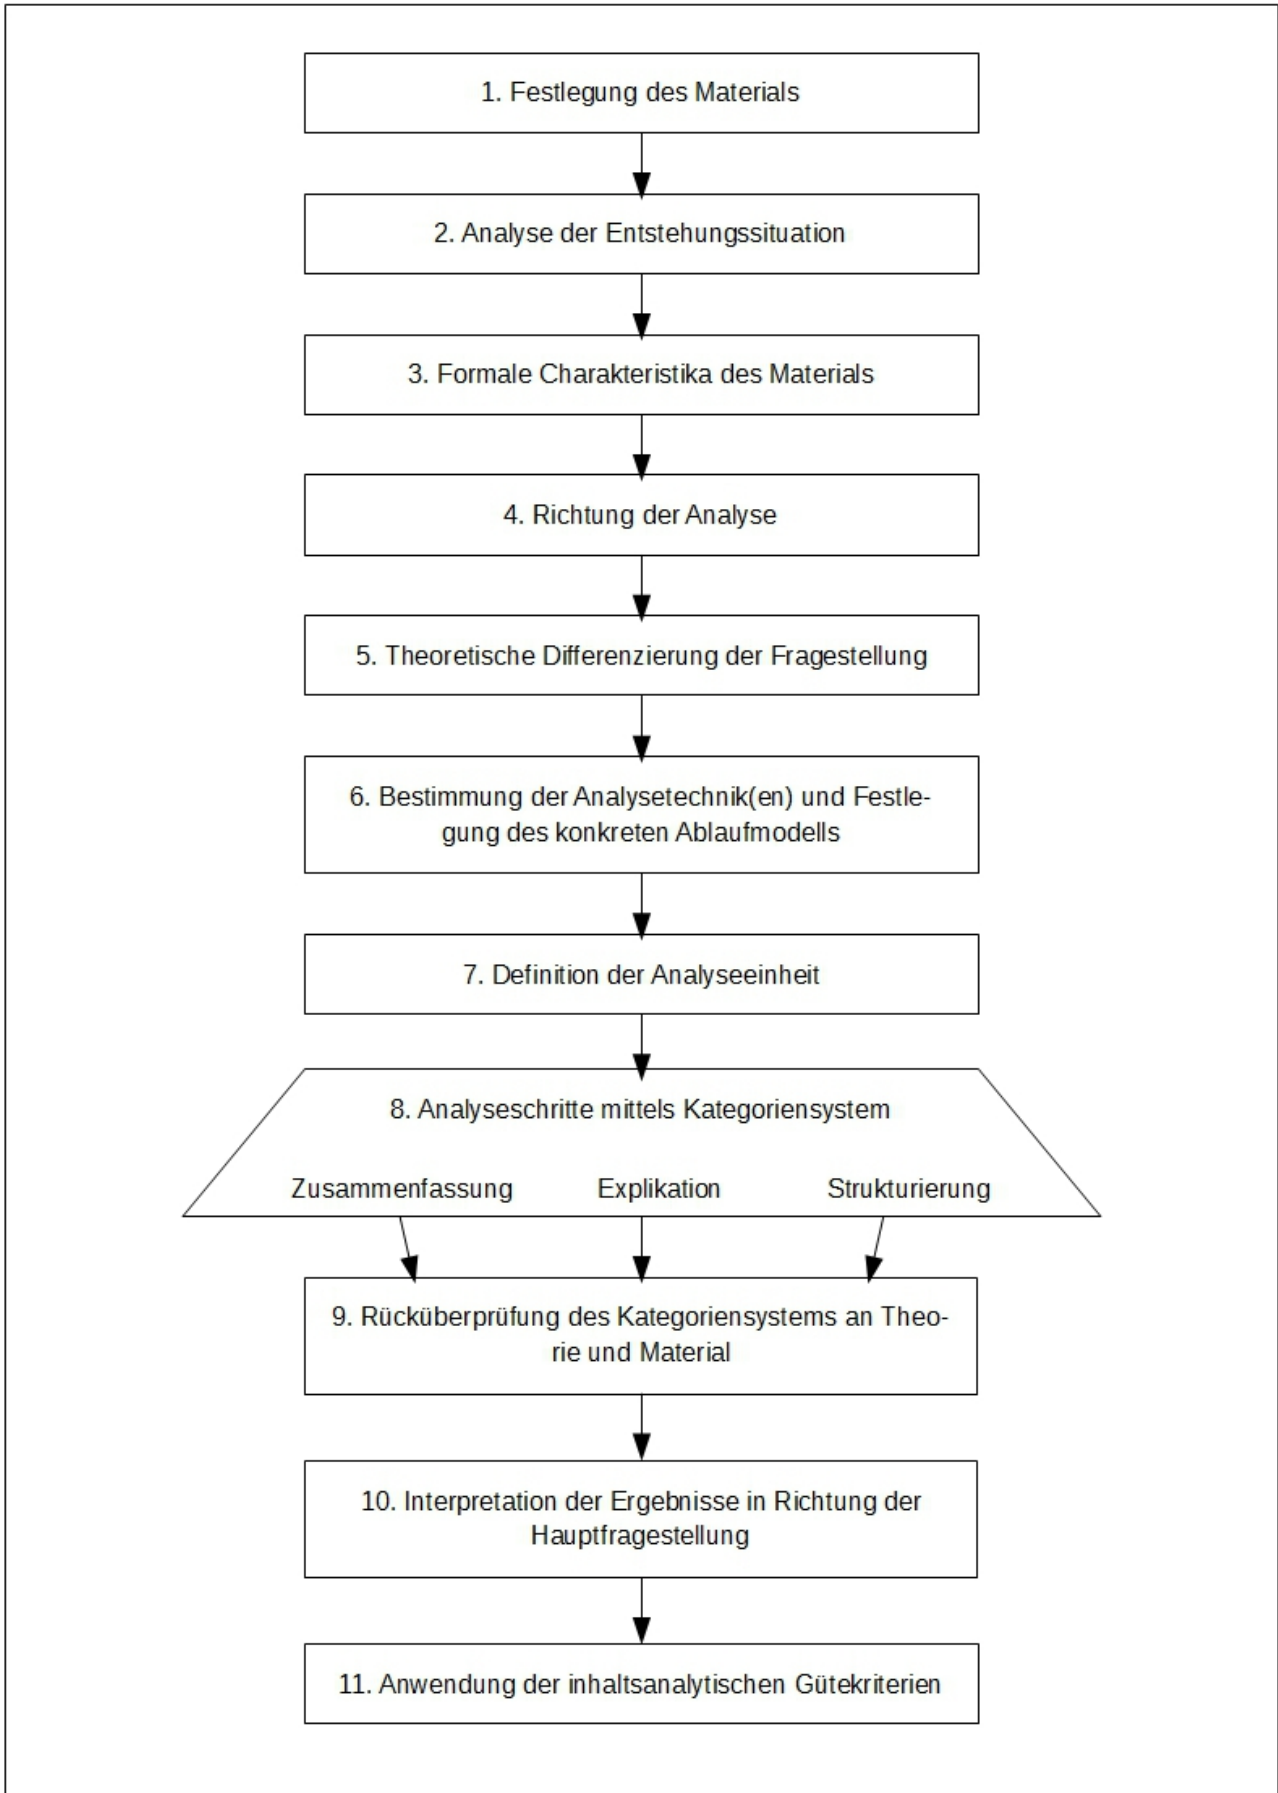 1. Festlegung des Materials
2. Analyse der Entstehungssituation
3. Formale Charakteristika des Materials
4. Richtung der Analyse
5. Theoretische Differenzierung der Fragestellung
6. Bestimmung der Analysetechnik(en) und Festle-
gung des konkreten Ablaufmodells
7. Definition der Analyseeinheit
8. Analyseschritte mittels Kategoriensystem
Zusammenfassung Explikation Strukturierung
9. Rücküberprüfung des Kategoriensystems an Theo-
rie und Material
10. Interpretation der Ergebnisse in Richtung der
Hauptfragestellung
11. Anwendung der inhaltsanalytischen Gütekriterien